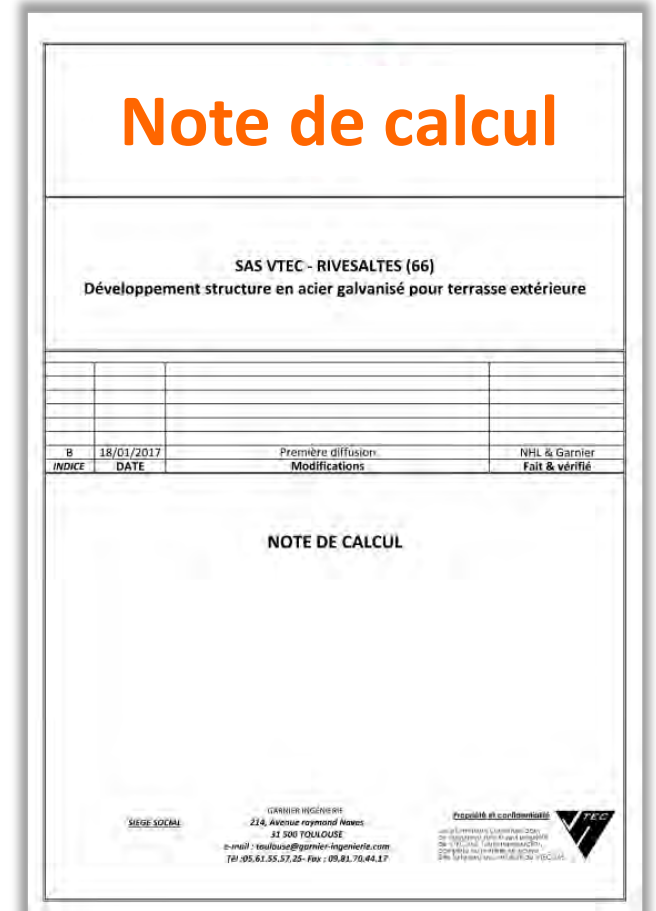 Note de calcul
SAS VTEC - RIVESALTES (66)
Développement structure en acier galvanisé pour terrasse extérieure
B 18/01/2017 Première diffusion NHL & Garnier
INDICE DATE Modifications Fait & vérifié
NOTE DE CALCUL
GARNIER INGÉNIERIE
SIEGE SOCIAL 214, Avenue raymond Naves
31 500 TOULOUSE
e-mail : toulouse@garnier-ingenierie.com
Tél :05.61.55.57.25- Fax : 09.81.70.44.17
Propriété et confidentialité
VTEC